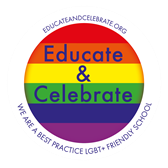 EDUCATEANDCELEBRATE.ORG
Educate
&
Celebrate
WE ARE A BEST PRACTICE LGBT+ FRIENDLY SCHOOL